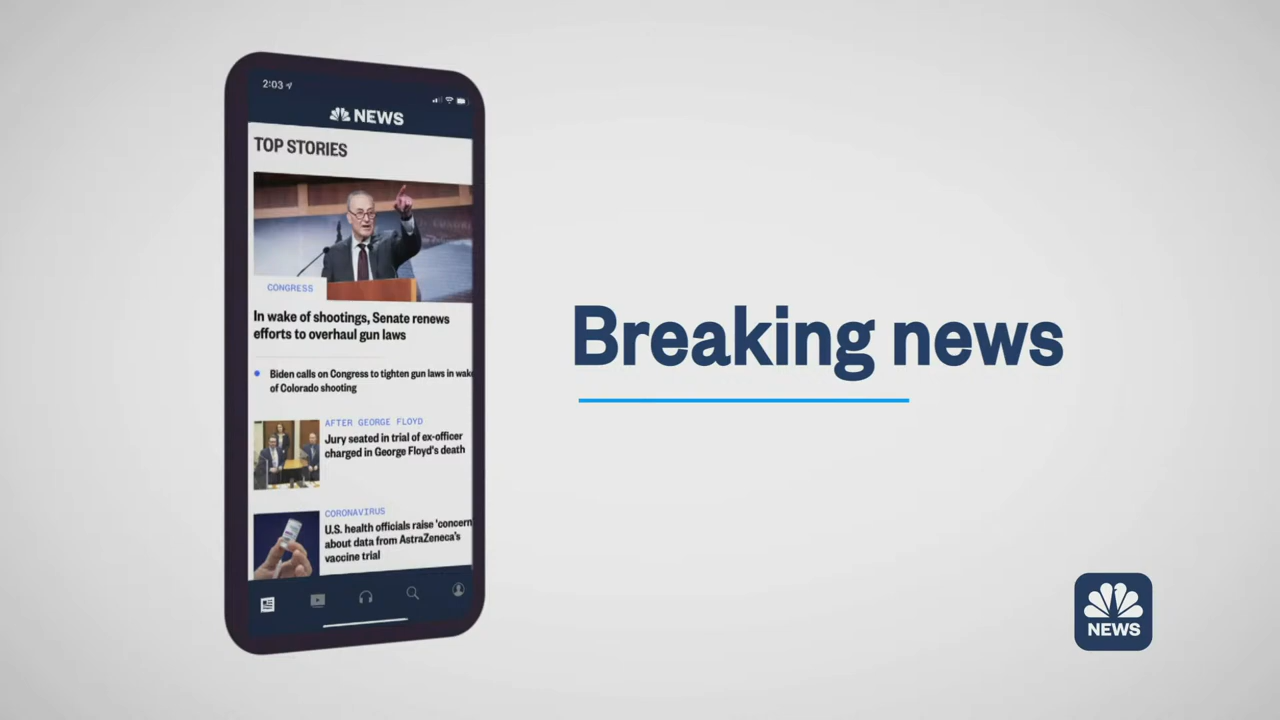 2:03
NEWS
TOP STORIES
CONGRESS
In wake of shootings, Senate renews
efforts to overhaul gun laws
Biden calls on Congress to tighten gun laws in wake
of Colorado shooting
AFTER GEORGE FLOYD
Jury seated in trial of ex-officer
charged in George Floyd's death
CORONAVIRUS
U.S. health officials raise 'concern
about data from AstraZeneca's
vaccine trial
Breaking news
NEWS